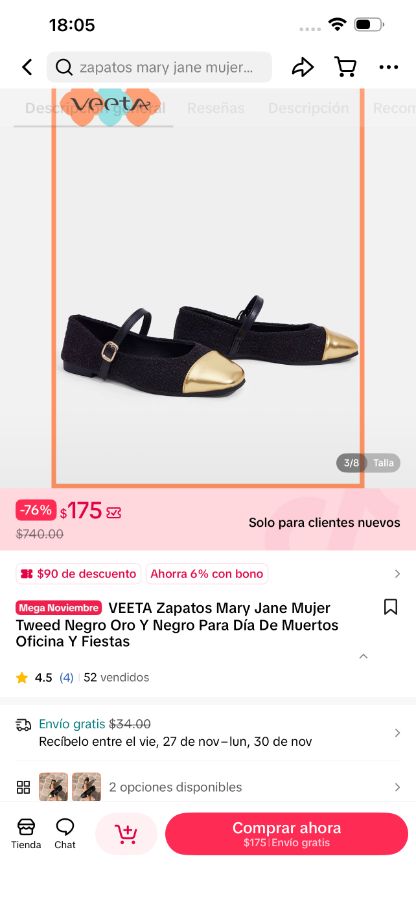 18:05
zapatos mary jane mujer...
Descripción general Reseñas Descripción Recom
veeta
3/8 Talla
-76% $175
$740.00
Solo para clientes nuevos
$90 de descuento Ahorra 6% con bono
Mega Noviembre VEETA Zapatos Mary Jane Mujer
Tweed Negro Oro Y Negro Para Día De Muertos
Oficina Y Fiestas
4.5 (4) 52 vendidos
Envío gratis $34.00
Recíbelo entre el vie, 27 de nov–lun, 30 de nov
2 opciones disponibles
Tienda Chat
Comprar ahora
$175|Envío gratis